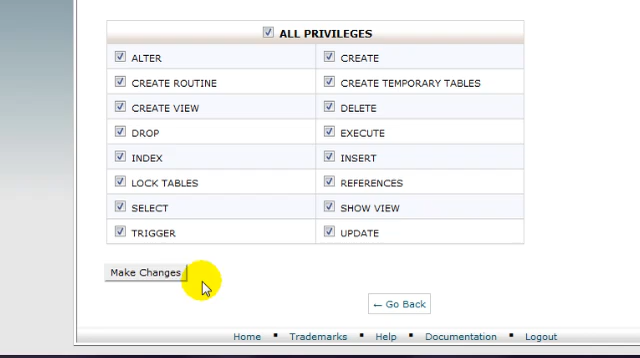 ALL PRIVILEGES
ALTER CREATE
CREATE ROUTINE CREATE TEMPORARY TABLES
CREATE VIEW DELETE
DROP EXECUTE
INDEX INSERT
LOCK TABLES REFERENCES
SELECT SHOW VIEW
TRIGGER UPDATE
Make Changes
← Go Back
Home ▪ Trademarks ▪ Help ▪ Documentation ▪ Logout